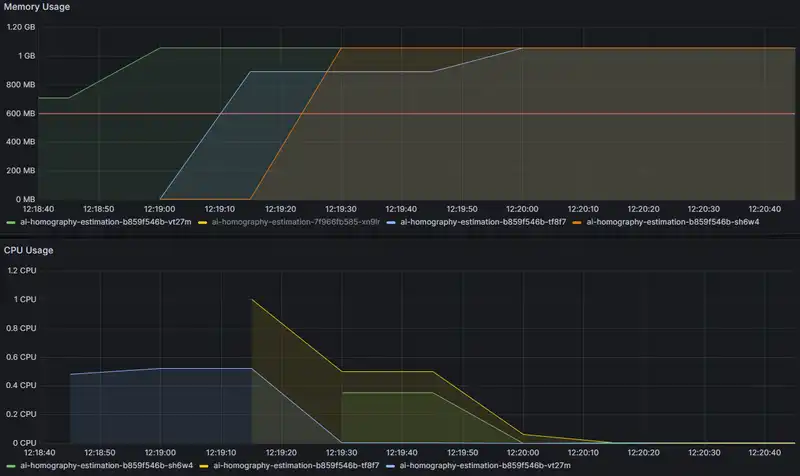 Memory Usage
1.20 GB
1 GB
800 MB
600 MB
400 MB
200 MB
0 MB
12:18:40 12:18:50 12:19:00 12:19:10 12:19:20 12:19:30 12:19:40 12:19:50 12:20:00 12:20:10 12:20:20 12:20:30 12:20:40
ai-homography-estimation-b859f546b-vt27m ai-homography-estimation-7f966fb585-xn9lr ai-homography-estimation-b859f546b-tf8f7 ai-homography-estimation-b859f546b-sh6w4
CPU Usage
1.2 CPU
1 CPU
0.8 CPU
0.6 CPU
0.4 CPU
0.2 CPU
0 CPU
12:18:40 12:18:50 12:19:00 12:19:10 12:19:20 12:19:30 12:19:40 12:19:50 12:20:00 12:20:10 12:20:20 12:20:30 12:20:40
ai-homography-estimation-b859f546b-sh6w4 ai-homography-estimation-b859f546b-tf8f7 ai-homography-estimation-b859f546b-vt27m